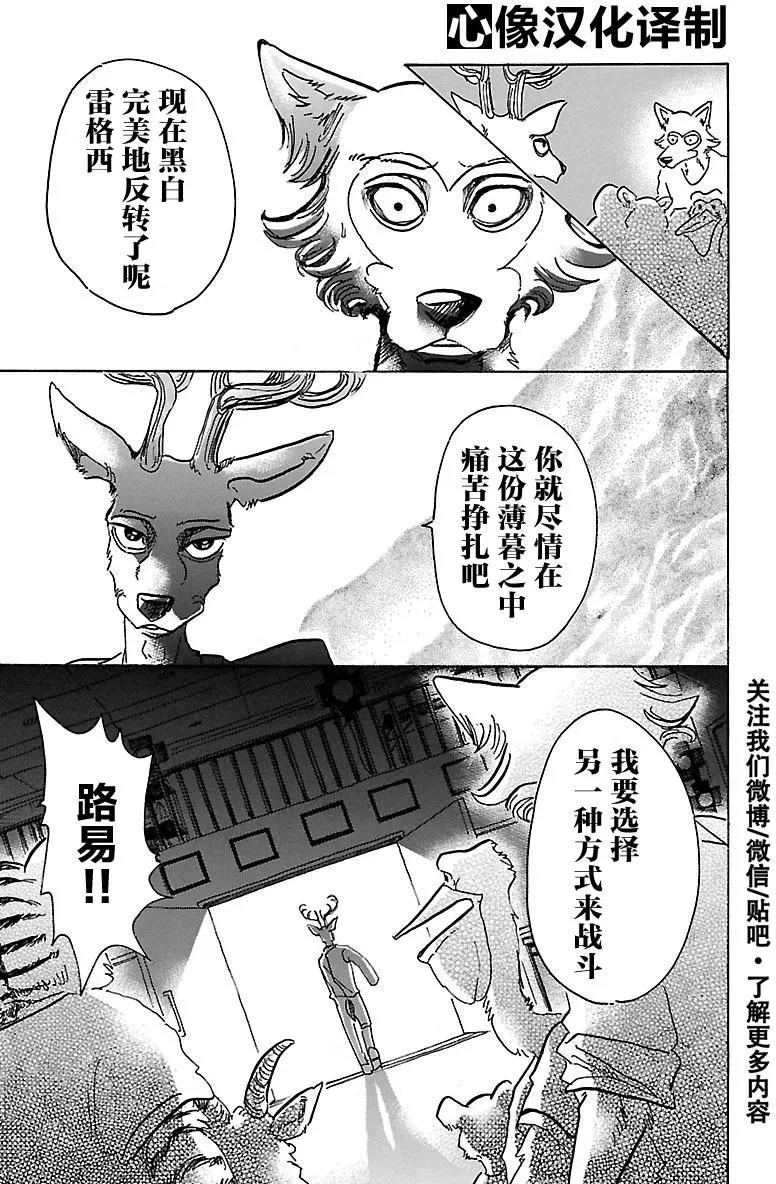 心像汉化译制
现在黑白
完美地反转了呢
雷格西
你就尽情在
这份薄暮之中
痛苦挣扎吧
我要选择
另一种方式来战斗
路易!!
关注我们微博/微信/贴吧·了解更多内容